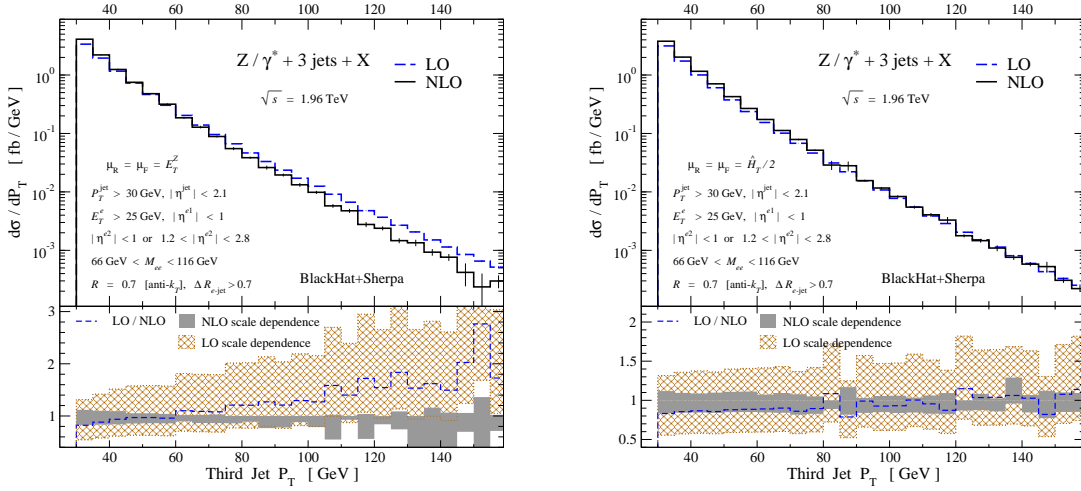 40 60 80 100 120 140
10⁰
10⁻¹
10⁻²
10⁻³
dσ / dP_T [ fb / GeV ]
Z / γ* + 3 jets + X
√s = 1.96 TeV
LO
NLO
μ_R = μ_F = E_T^Z
P_T^jet > 30 GeV, | η^jet | < 2.1
E_T^e > 25 GeV, | η^e1 | < 1
| η^e2 | < 1 or 1.2 < | η^e2 | < 2.8
66 GeV < M_ee < 116 GeV
R = 0.7 [anti-k_T], Δ R_e-jet > 0.7
BlackHat+Sherpa
3
2
1
LO / NLO
NLO scale dependence
LO scale dependence
40 60 80 100 120 140
Third Jet P_T [ GeV ]
40 60 80 100 120 140
10⁰
10⁻¹
10⁻²
10⁻³
dσ / dP_T [ fb / GeV ]
Z / γ* + 3 jets + X
√s = 1.96 TeV
LO
NLO
μ_R = μ_F = Ĥ_T / 2
P_T^jet > 30 GeV, | η^jet | < 2.1
E_T^e > 25 GeV, | η^e1 | < 1
| η^e2 | < 1 or 1.2 < | η^e2 | < 2.8
66 GeV < M_ee < 116 GeV
R = 0.7 [anti-k_T], Δ R_e-jet > 0.7
BlackHat+Sherpa
2
1.5
1.0
0.5
LO / NLO
NLO scale dependence
LO scale dependence
40 60 80 100 120 140
Third Jet P_T [ GeV ]